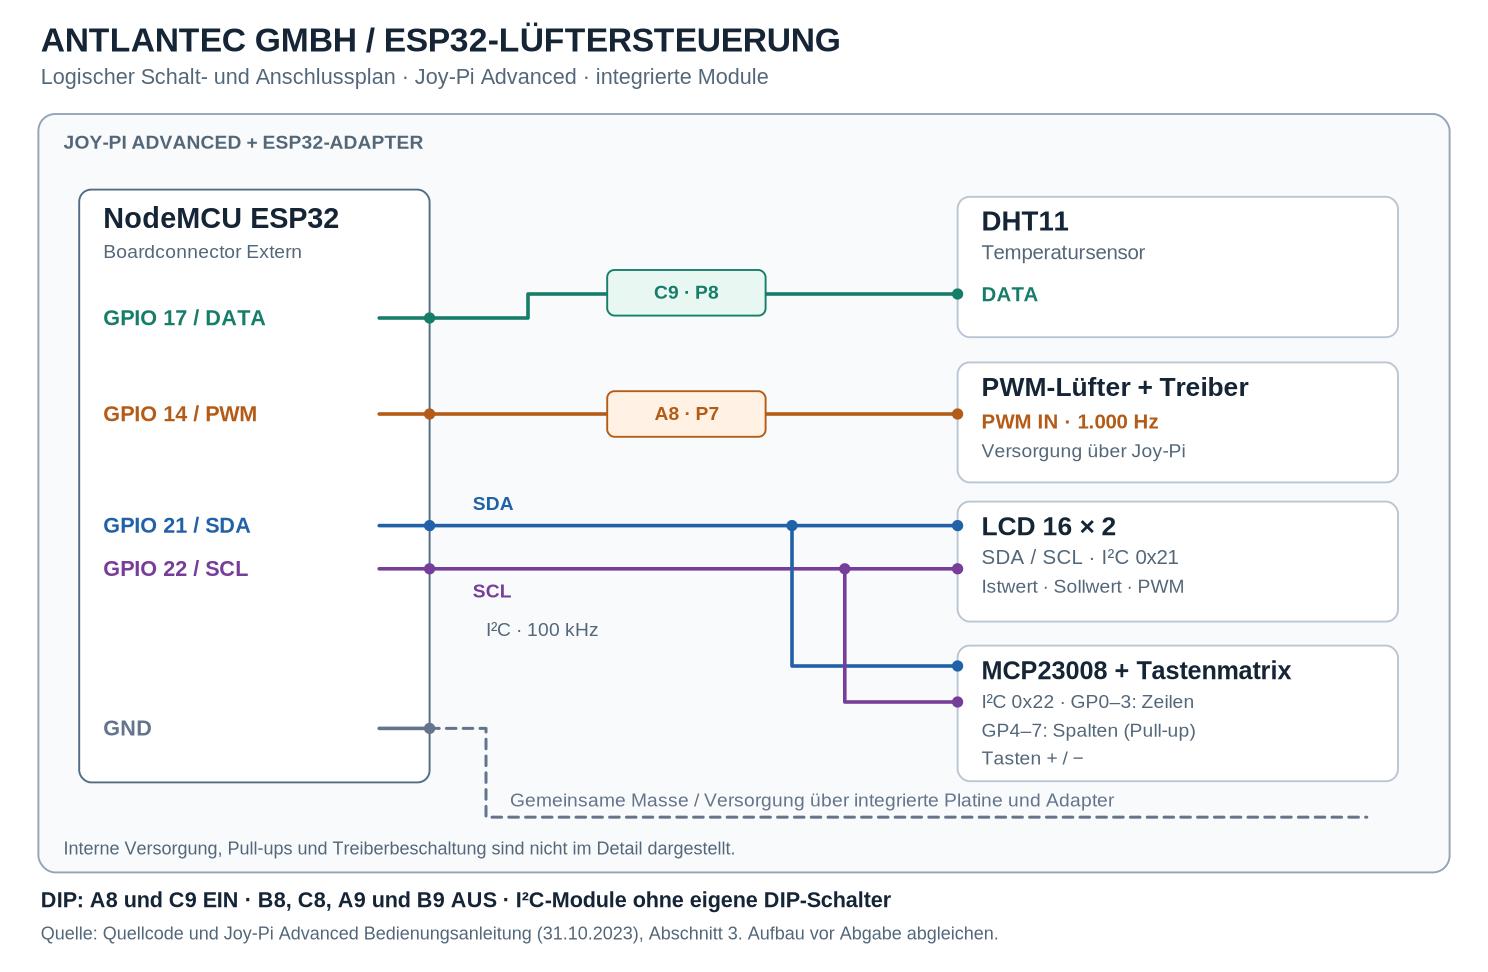 ANTLANTEC GMBH / ESP32-LÜFTERSTEUERUNG
Logischer Schalt- und Anschlussplan · Joy-Pi Advanced · integrierte Module
JOY-PI ADVANCED + ESP32-ADAPTER
NodeMCU ESP32
Boardconnector Extern
GPIO 17 / DATA
GPIO 14 / PWM
GPIO 21 / SDA
GPIO 22 / SCL
GND
C9 · P8
A8 · P7
SDA
SCL
I²C · 100 kHz
DHT11
Temperatursensor
DATA
PWM-Lüfter + Treiber
PWM IN · 1.000 Hz
Versorgung über Joy-Pi
LCD 16 × 2
SDA / SCL · I²C 0x21
Istwert · Sollwert · PWM
MCP23008 + Tastenmatrix
I²C 0x22 · GP0–3: Zeilen
GP4–7: Spalten (Pull-up)
Tasten + / −
Gemeinsame Masse / Versorgung über integrierte Platine und Adapter
Interne Versorgung, Pull-ups und Treiberbeschaltung sind nicht im Detail dargestellt.
DIP: A8 und C9 EIN · B8, C8, A9 und B9 AUS · I²C-Module ohne eigene DIP-Schalter
Quelle: Quellcode und Joy-Pi Advanced Bedienungsanleitung (31.10.2023), Abschnitt 3. Aufbau vor Abgabe abgleichen.